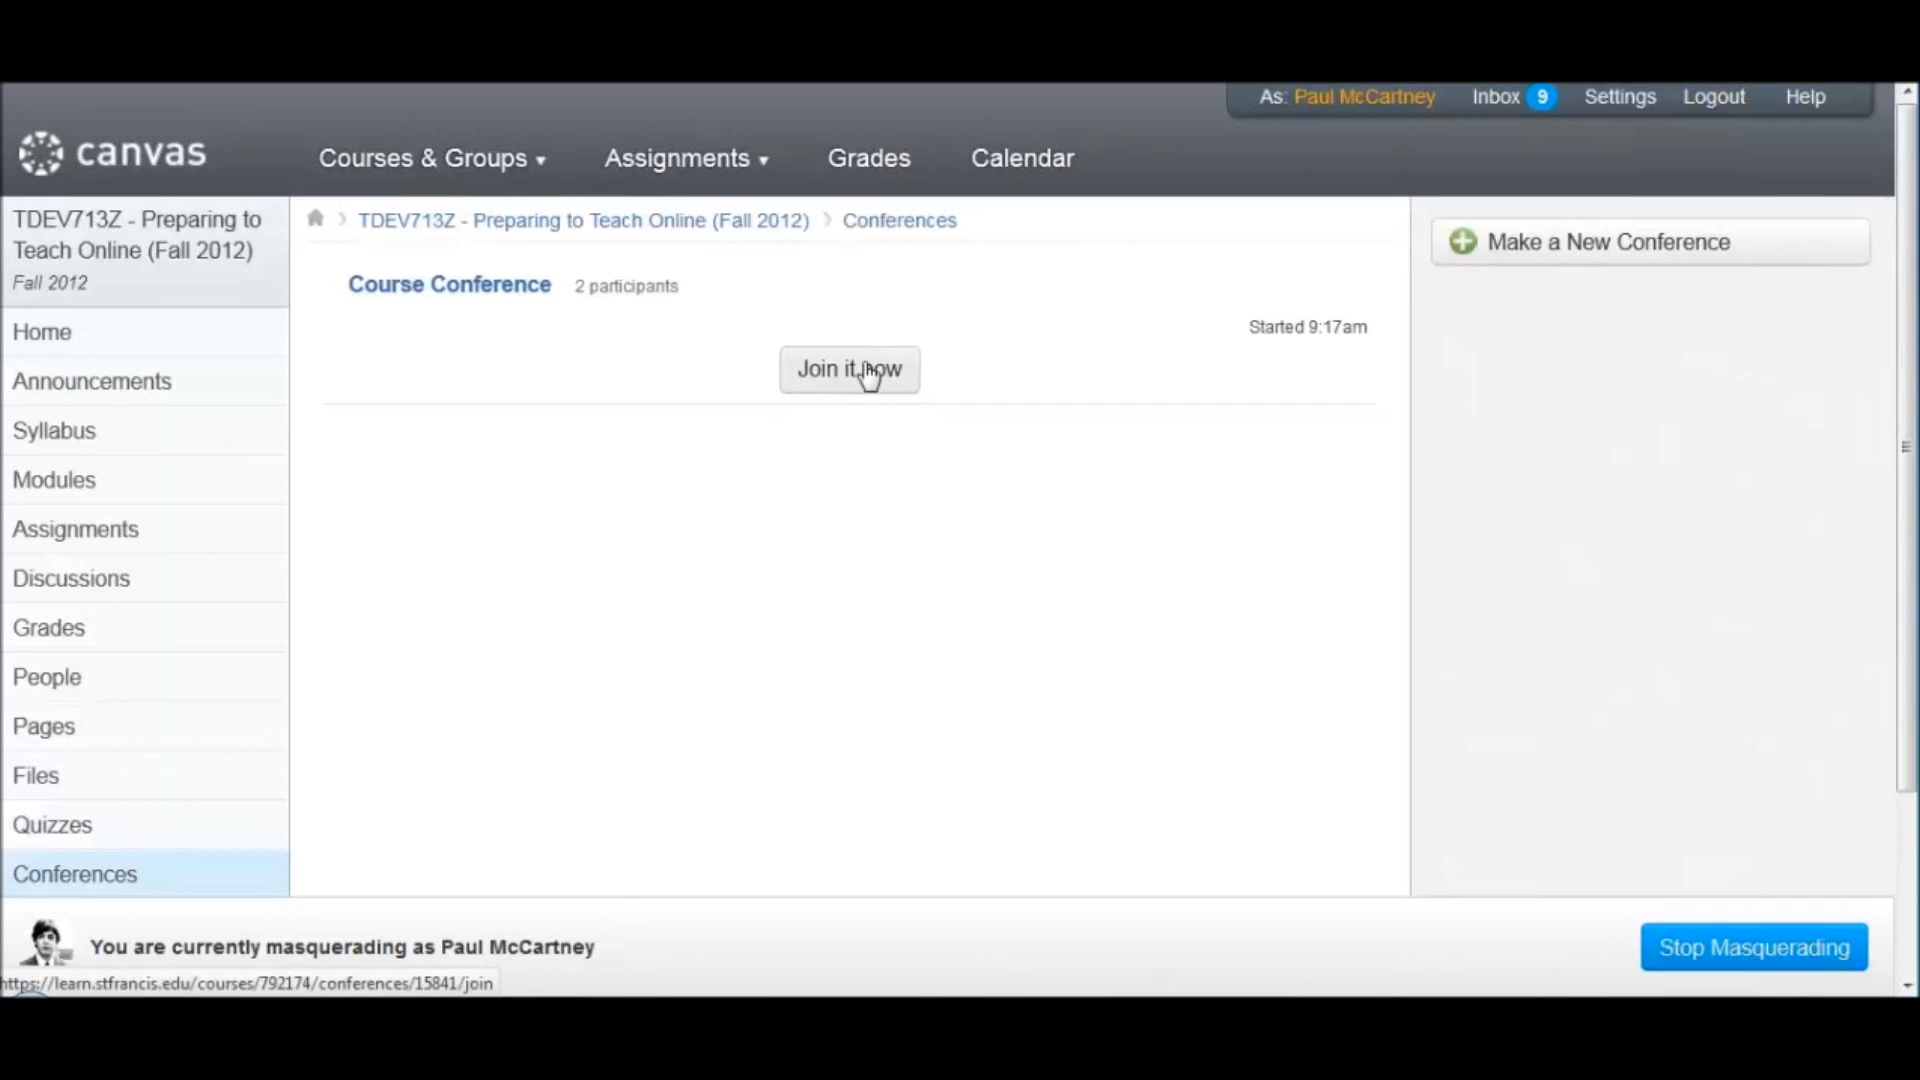 As: Paul McCartney Inbox 9 Settings Logout Help
canvas
Courses & Groups Assignments Grades Calendar
TDEV713Z - Preparing to
Teach Online (Fall 2012)
Fall 2012
TDEV713Z - Preparing to Teach Online (Fall 2012) Conferences
Make a New Conference
Course Conference 2 participants
Started 9:17am
Join it now
Home
Announcements
Syllabus
Modules
Assignments
Discussions
Grades
People
Pages
Files
Quizzes
Conferences
You are currently masquerading as Paul McCartney
Stop Masquerading
https://learn.stfrancis.edu/courses/792174/conferences/15841/join